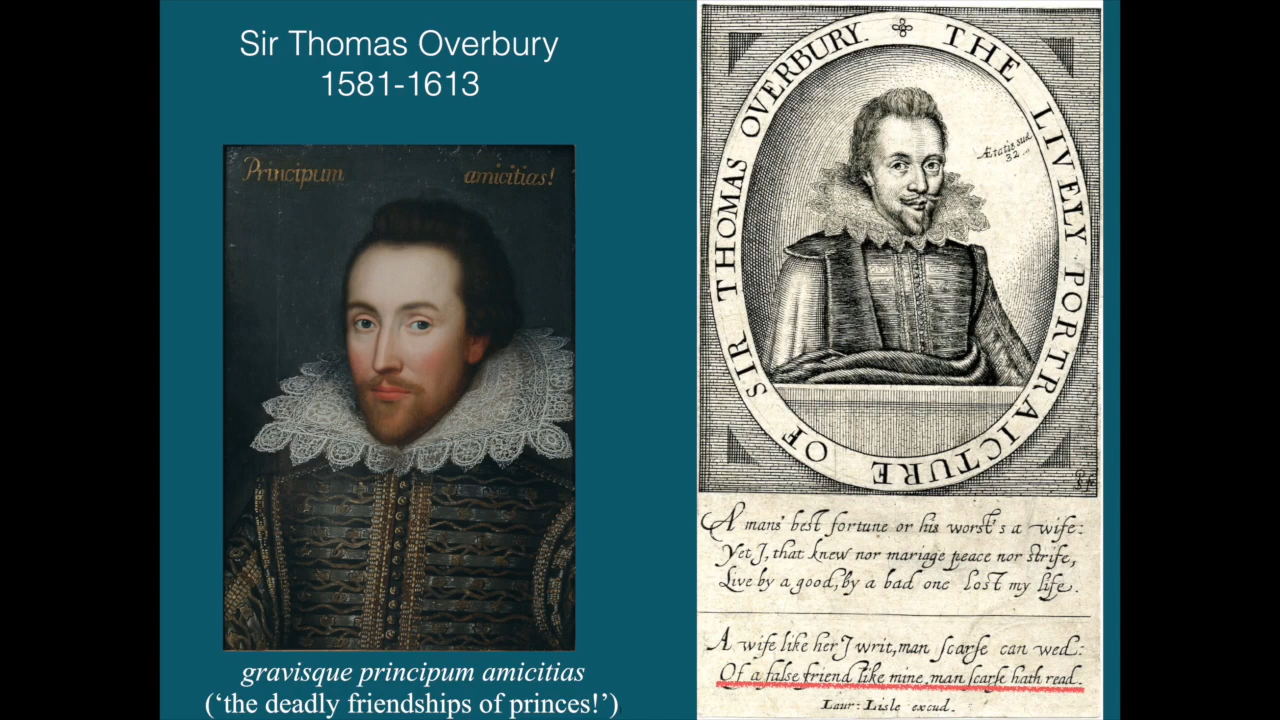 Sir Thomas Overbury
1581-1613
Principum amicitias!
gravisque principum amicitias
(‘the deadly friendships of princes!’)
THE LIVELY PORTRAICTURE OF SIR THOMAS OVERBURY.
Ætatis suæ
32
A mans best fortune or his worst's a wife:
Yet I, that knew nor mariage peace nor strife,
Live by a good, by a bad one lost my life.
A wife like her I writ, man scarse can wed:
Of a false friend like mine, man scarse hath read.
Laur: Lisle excud.